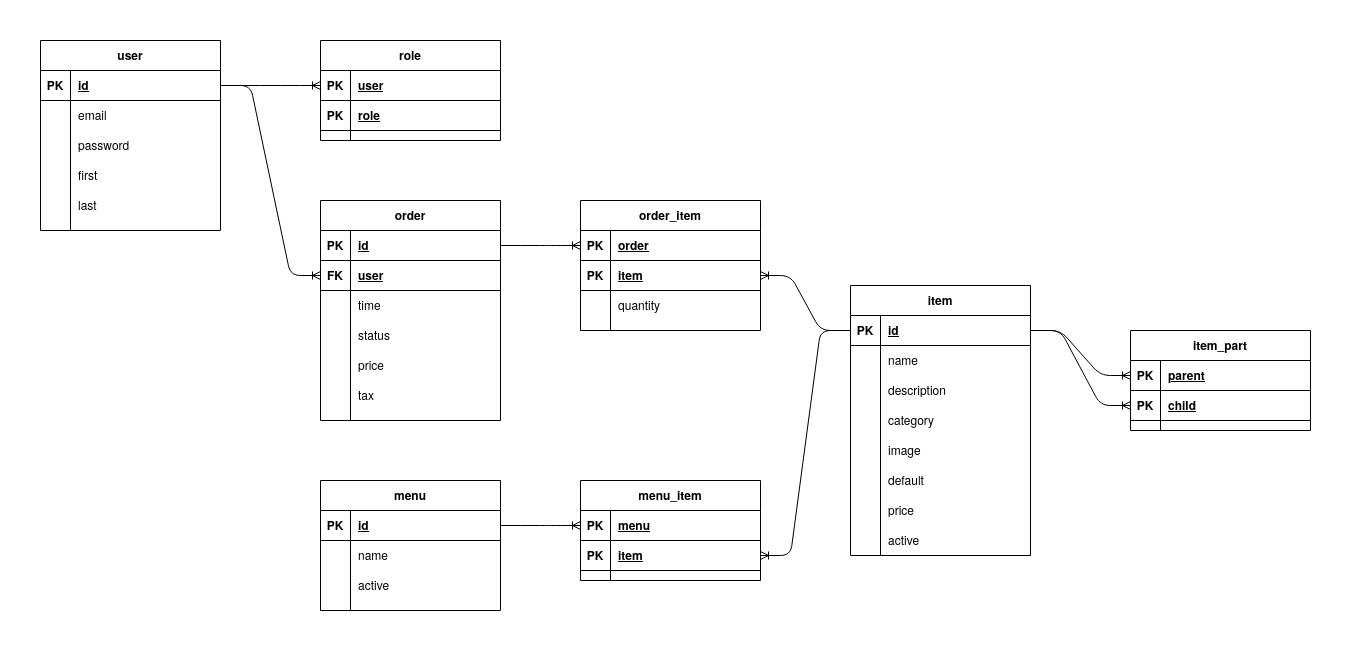 user
PK id
email
password
first
last
role
PK user
PK role
order
PK id
FK user
time
status
price
tax
order_item
PK order
PK item
quantity
menu
PK id
name
active
menu_item
PK menu
PK item
item
PK id
name
description
category
image
default
price
active
item_part
PK parent
PK child